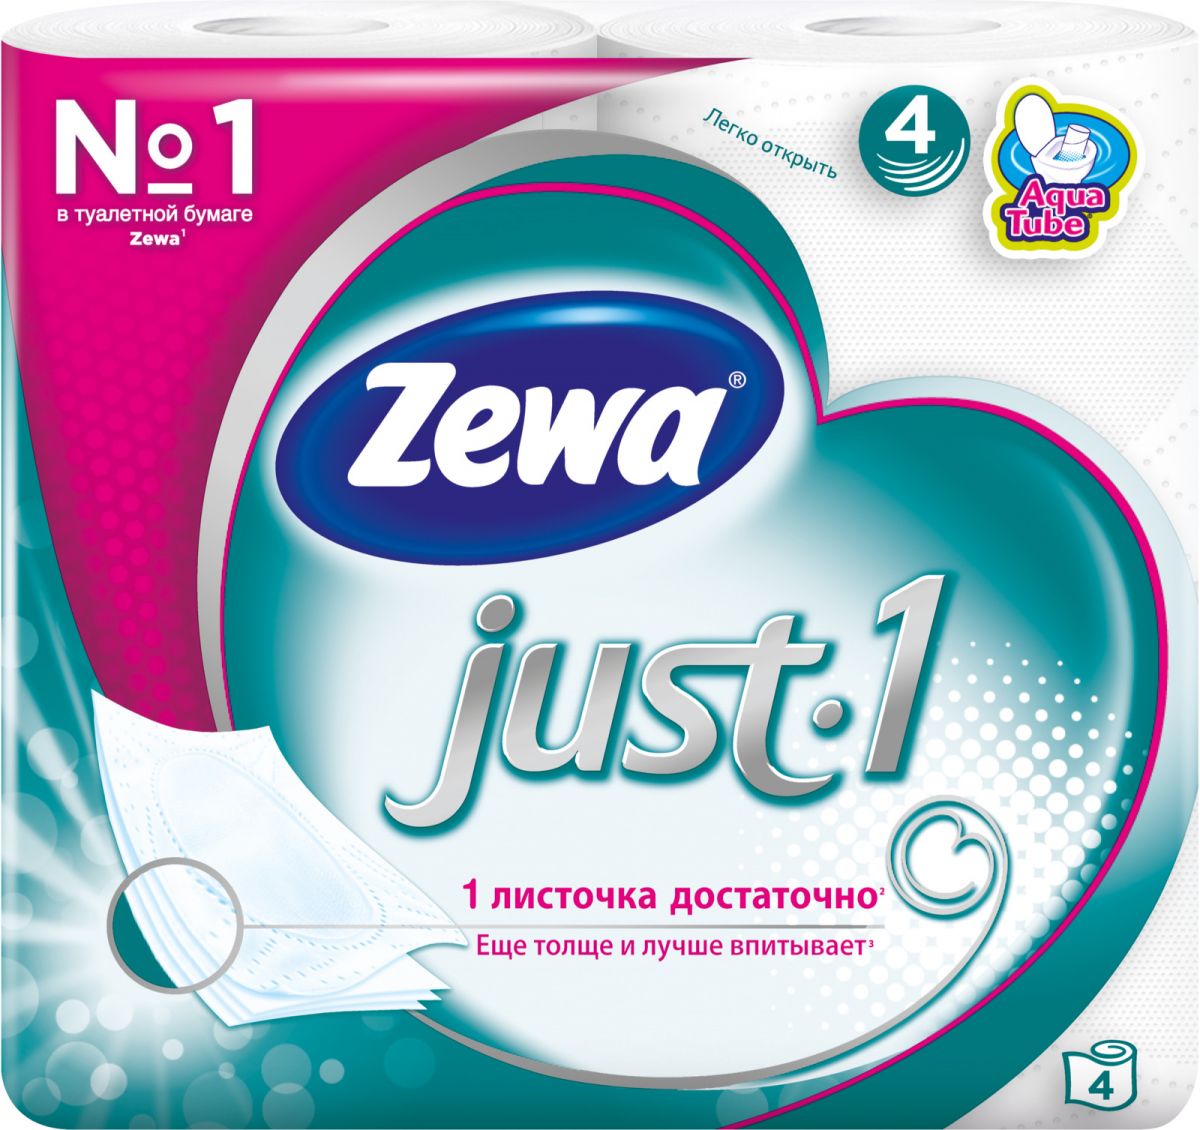 №1
в туалетной бумаге
Zewa¹
Легко открыть
4
Aqua
Tube®
Zewa®
just·1
1 листочка достаточно²
Еще толще и лучше впитывает³
4